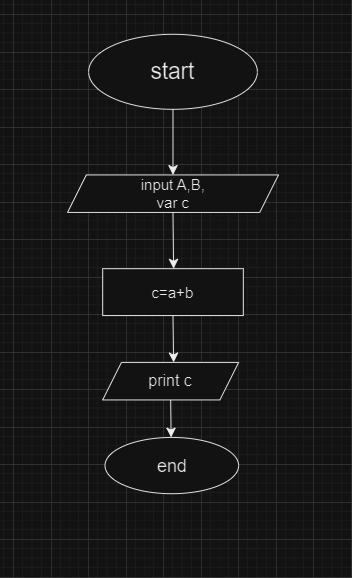 start
input A,B,
var c
c=a+b
print c
end